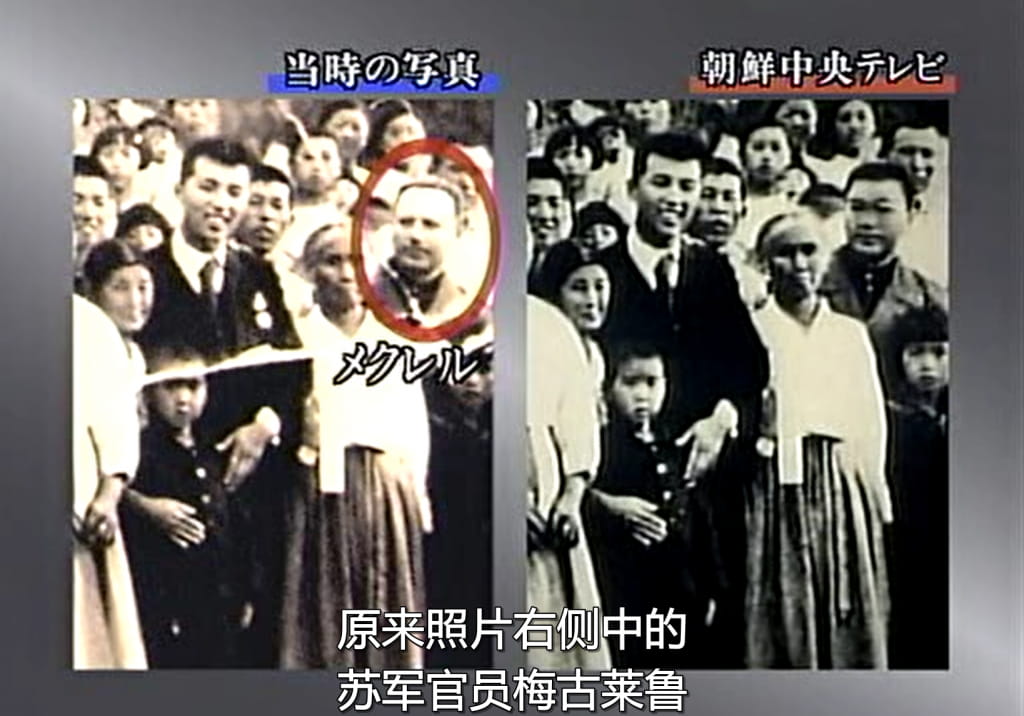 当時の写真
朝鮮中央テレビ
メクレル
原来照片右侧中的
苏军官员梅古莱鲁